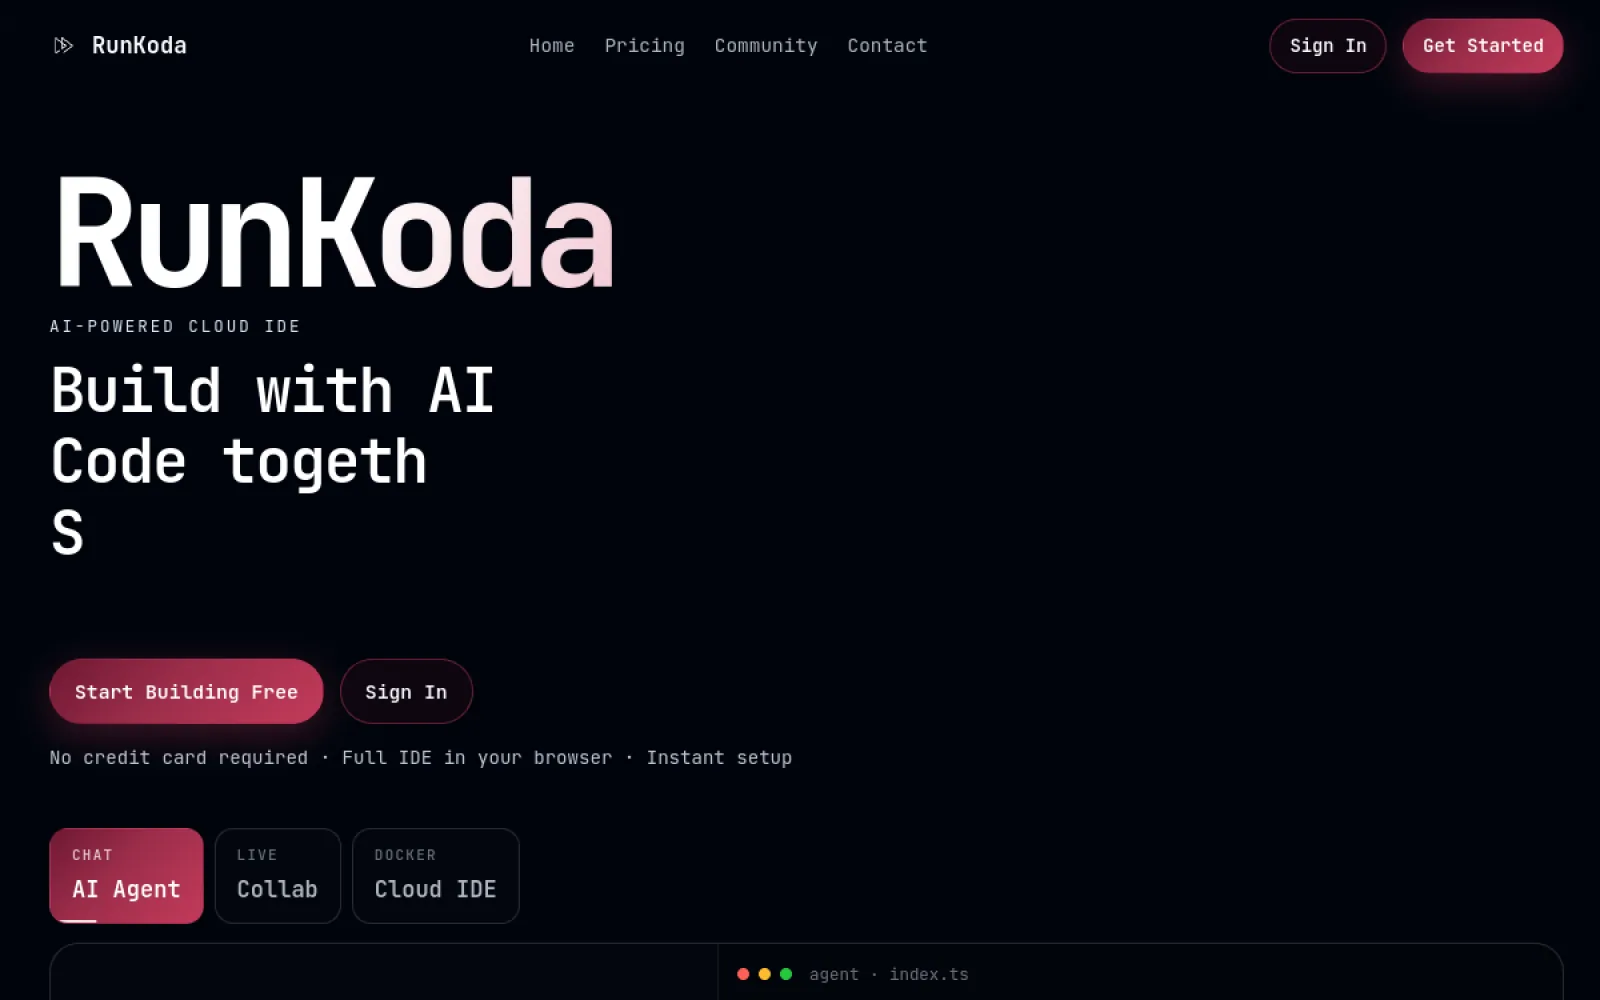 RunKoda
Home Pricing Community Contact
Sign In
Get Started
RunKoda
AI-POWERED CLOUD IDE
Build with AI
Code togeth
S
Start Building Free
Sign In
No credit card required · Full IDE in your browser · Instant setup
CHAT
AI Agent
LIVE
Collab
DOCKER
Cloud IDE
agent · index.ts